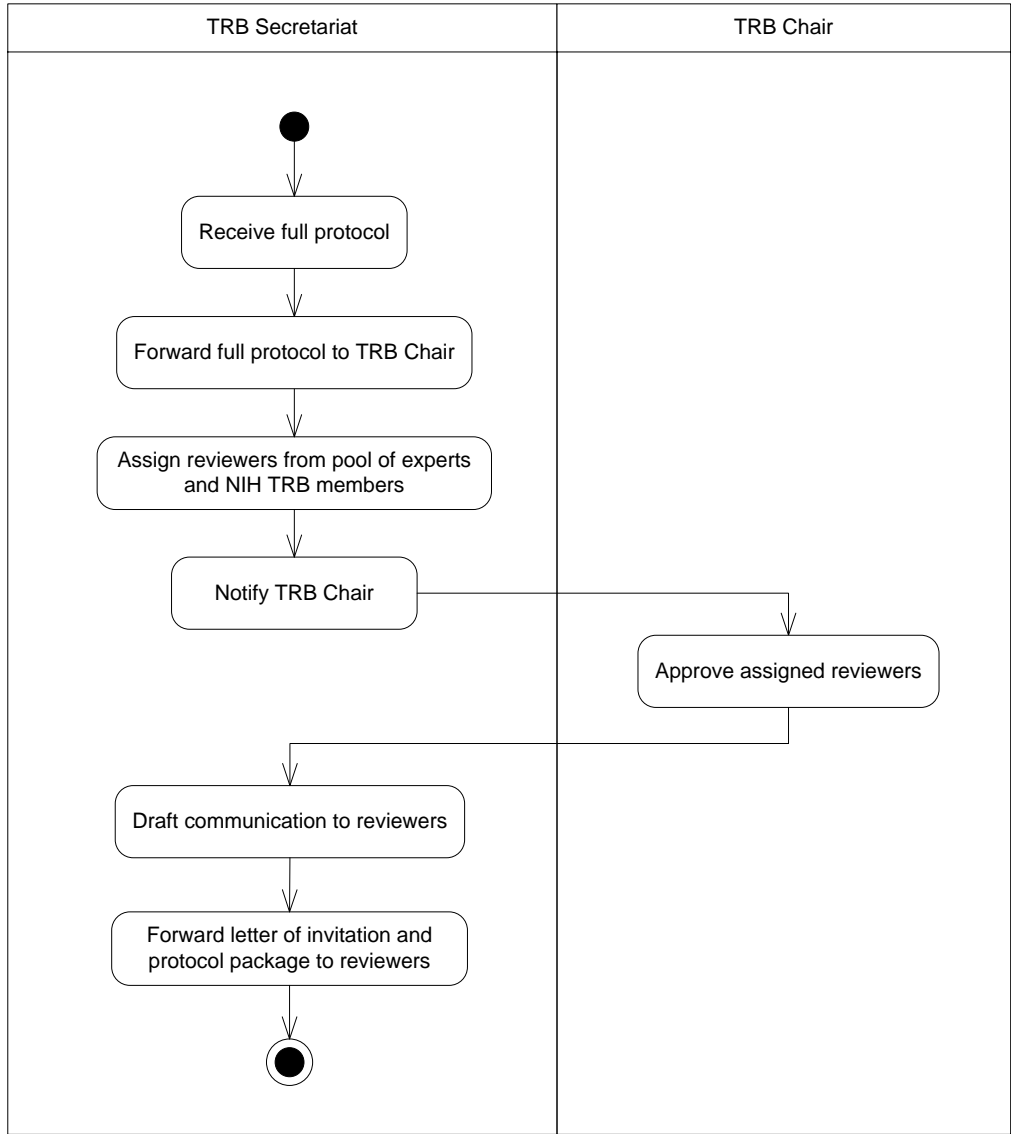 TRB Secretariat
TRB Chair
Receive full protocol
Forward full protocol to TRB Chair
Assign reviewers from pool of experts
and NIH TRB members
Notify TRB Chair
Approve assigned reviewers
Draft communication to reviewers
Forward letter of invitation and
protocol package to reviewers